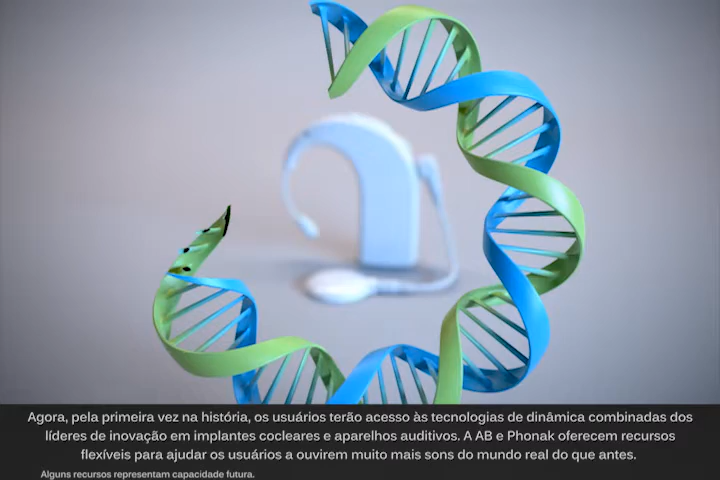 Agora, pela primeira vez na história, os usuários terão acesso às tecnologias de dinâmica combinadas dos
líderes de inovação em implantes cocleares e aparelhos auditivos. A AB e Phonak oferecem recursos
flexíveis para ajudar os usuários a ouvirem muito mais sons do mundo real do que antes.
Alguns recursos representam capacidade futura.